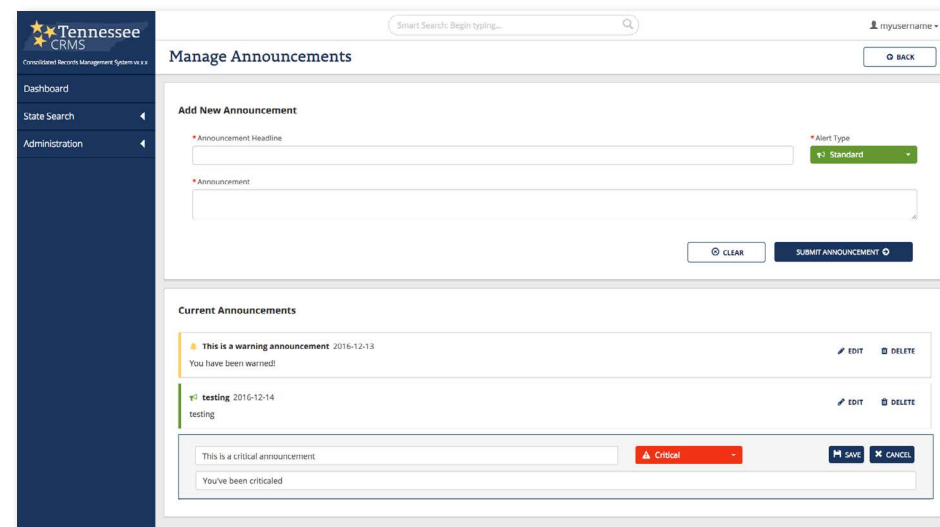 Tennessee
CRMS
Consolidated Records Management System vx.x.x
Smart Search: Begin typing...
myusername
Manage Announcements
BACK
Dashboard
State Search
Administration
Add New Announcement
*Announcement Headline
*Alert Type
Standard
*Announcement
CLEAR
SUBMIT ANNOUNCEMENT
Current Announcements
This is a warning announcement 2016-12-13
You have been warned!
EDIT
DELETE
testing 2016-12-14
testing
EDIT
DELETE
This is a critical announcement
Critical
SAVE
CANCEL
You've been criticaled